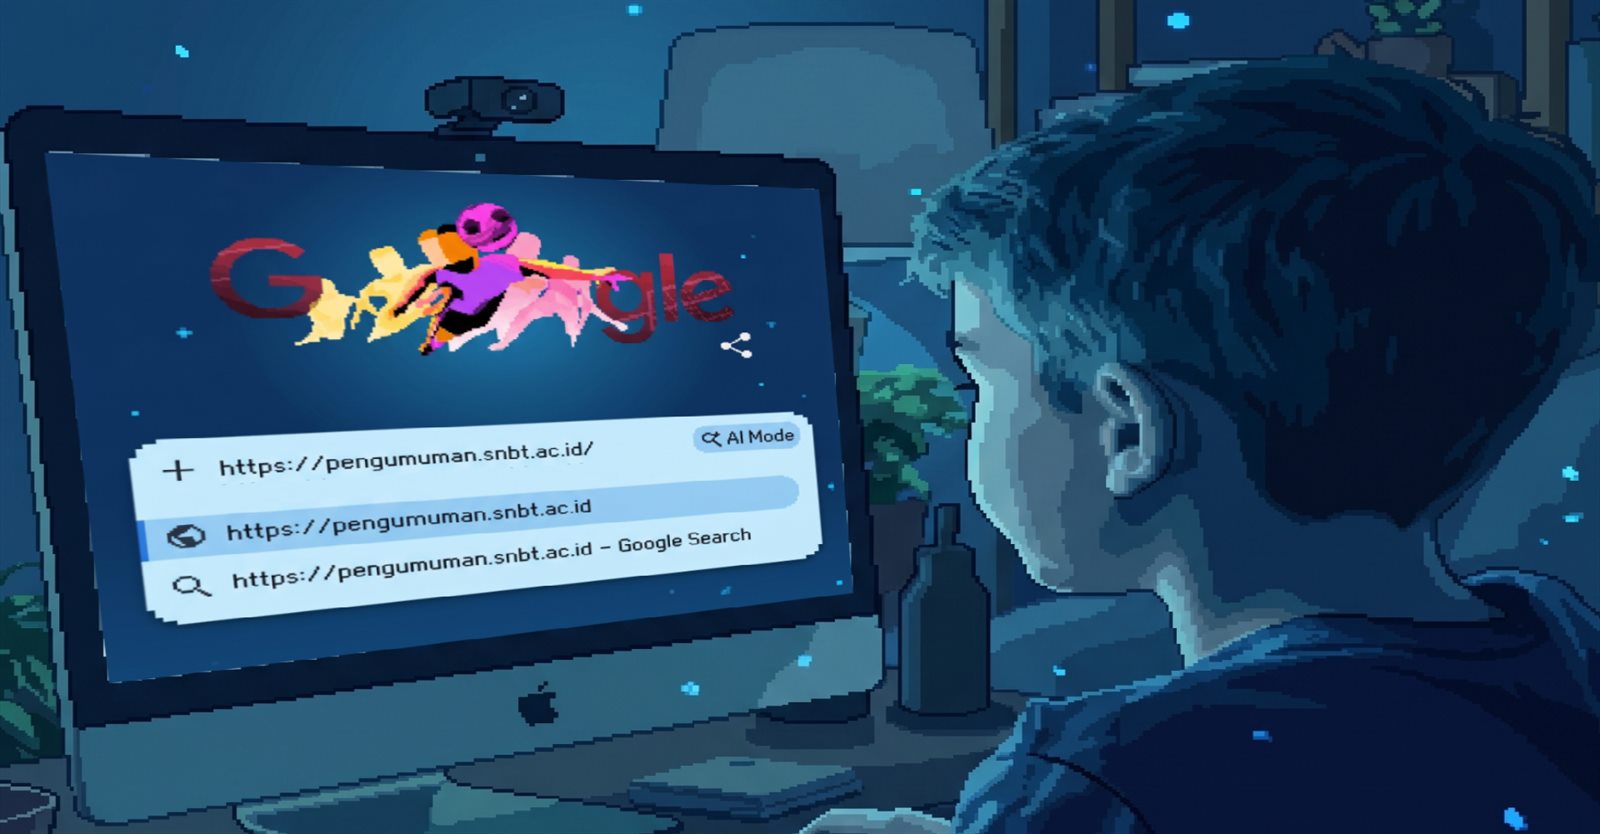 Google
https://pengumuman.snbt.ac.id/
AI Mode
https://pengumuman.snbt.ac.id
https://pengumuman.snbt.ac.id - Google Search